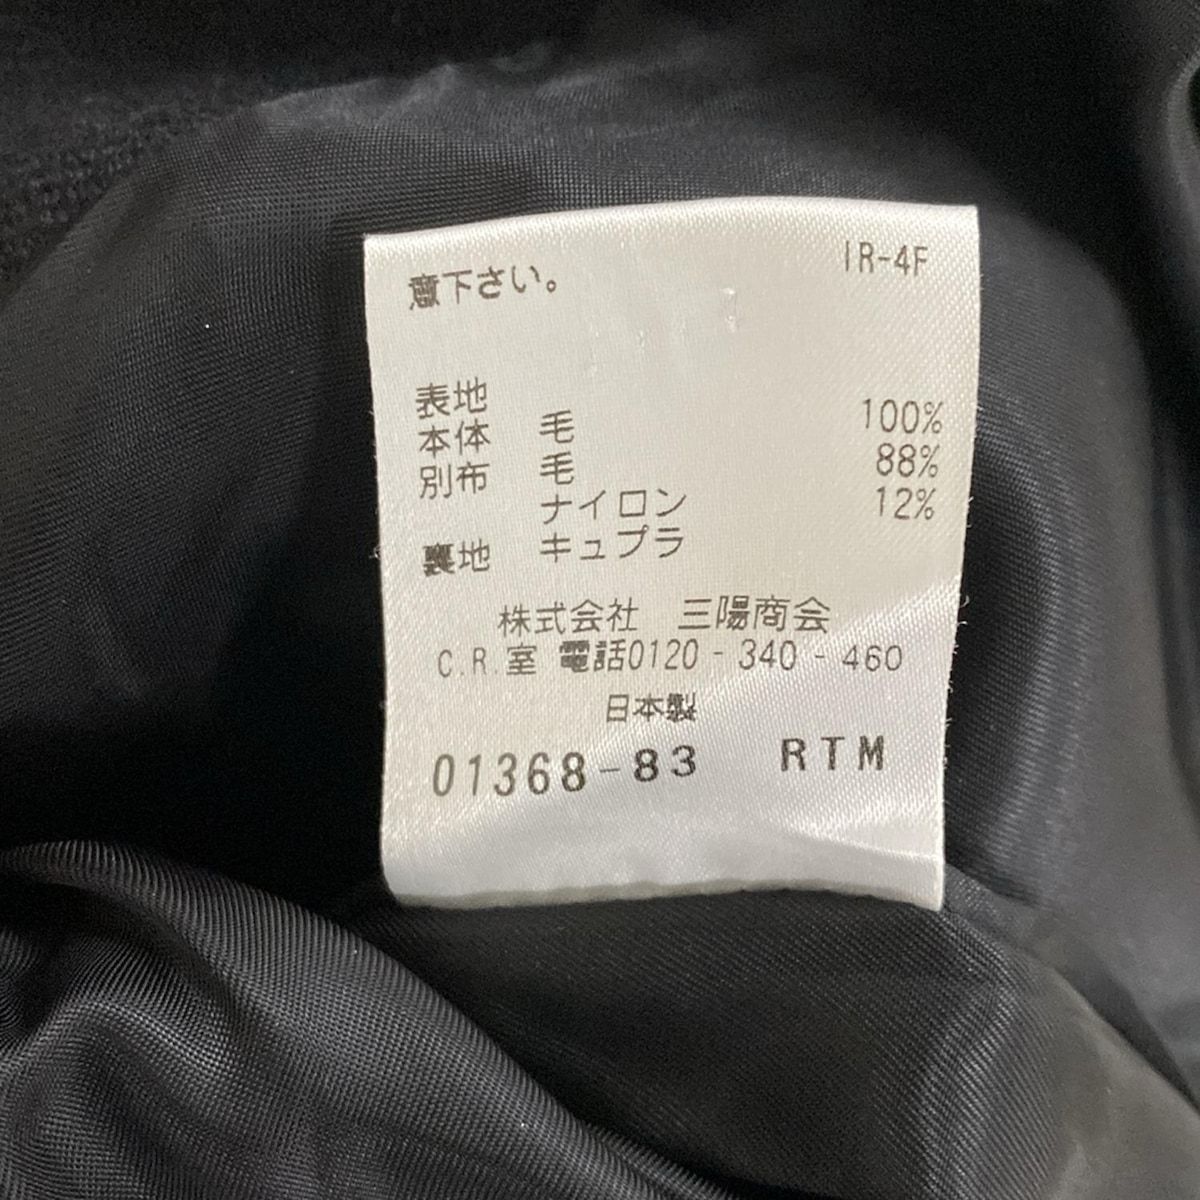 IR-4F
意下さい。
表地
本体 毛 100%
別布 毛 88%
ナイロン 12%
裏地 キュプラ
株式会社 三陽商会
C.R.室 電話0120-340-460
日本製
01368-83 RTM